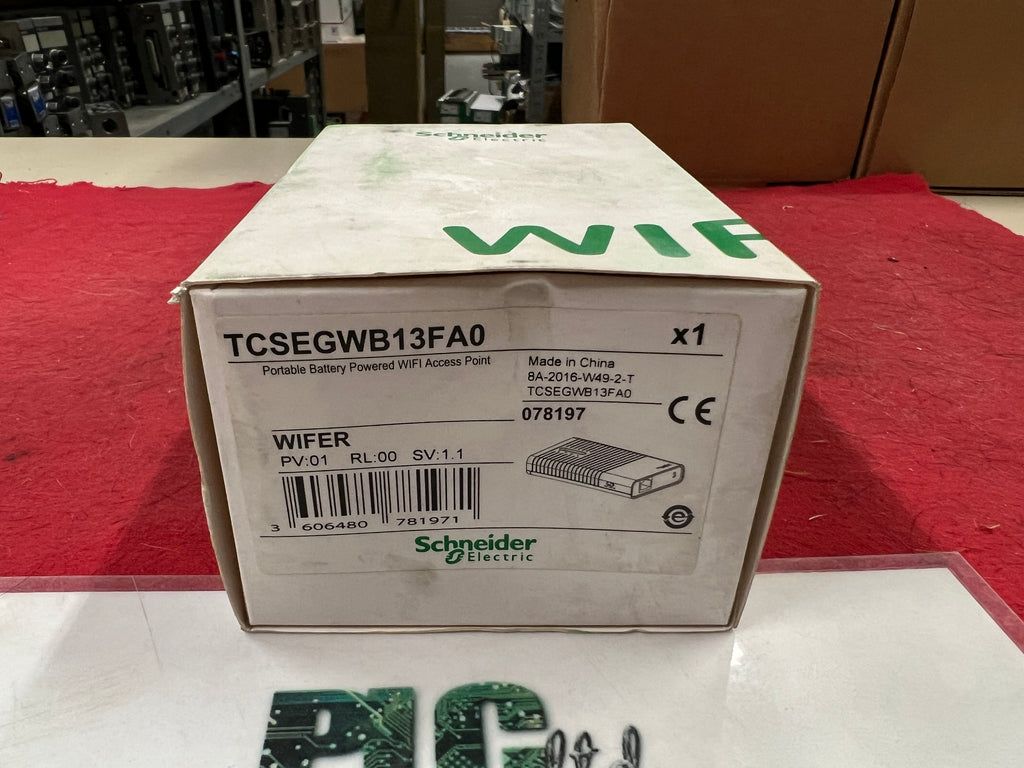 Schneider
Electric
WIF
TCSEGWB13FA0
x1
Portable Battery Powered WIFI Access Point
Made in China
8A-2016-W49-2-T
TCSEGWB13FA0
078197
CE
WIFER
PV:01 RL:00 SV:1.1
3 606480 781971
Schneider
Electric